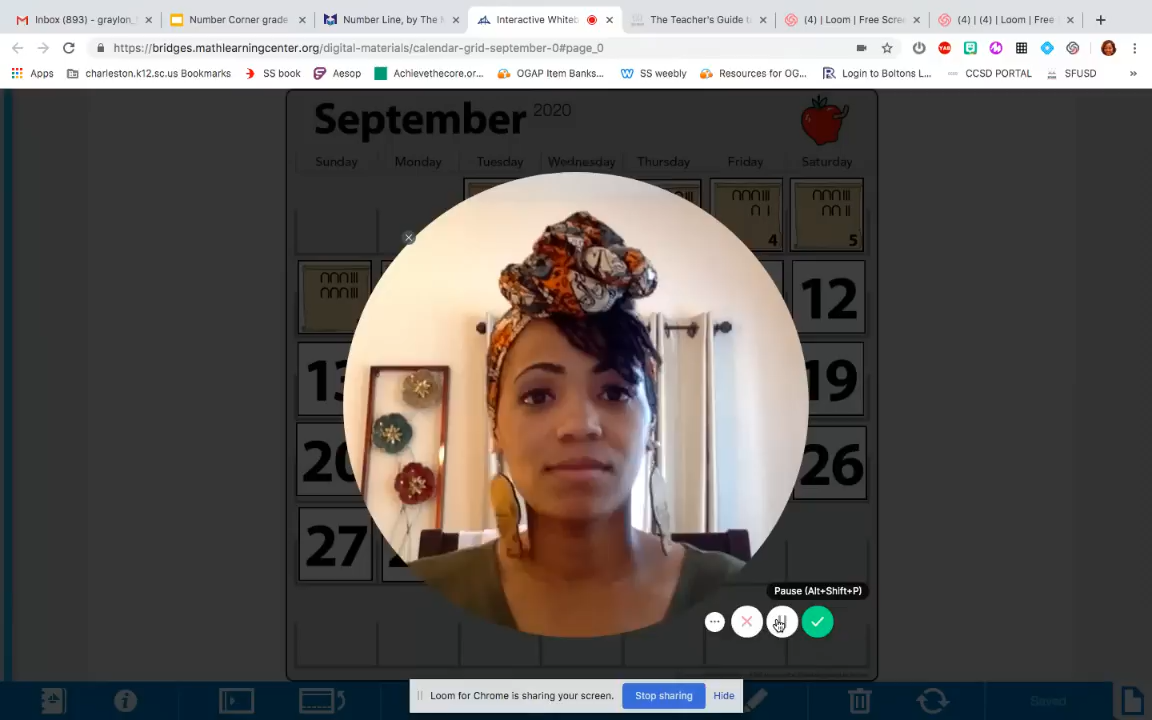 Inbox (893) - graylon_
Number Corner grade
Number Line, by The M
Interactive Whiteb
The Teacher's Guide t
(4) | Loom | Free Scre
(4) | (4) | Loom | Free
https://bridges.mathlearningcenter.org/digital-materials/calendar-grid-september-0#page_0
Apps
charleston.k12.sc.us Bookmarks
SS book
Aesop
Achievethecore.or...
OGAP Item Banks...
SS weekly
Resources for OG...
Login to Boltons L...
CCSD PORTAL
SFUSD
»
September 2020
Sunday Monday Tuesday Wednesday Thursday Friday Saturday
4 5
12
13 19
20 26
27
Pause (Alt+Shift+P)
Loom for Chrome is sharing your screen. Stop sharing Hide
Saved